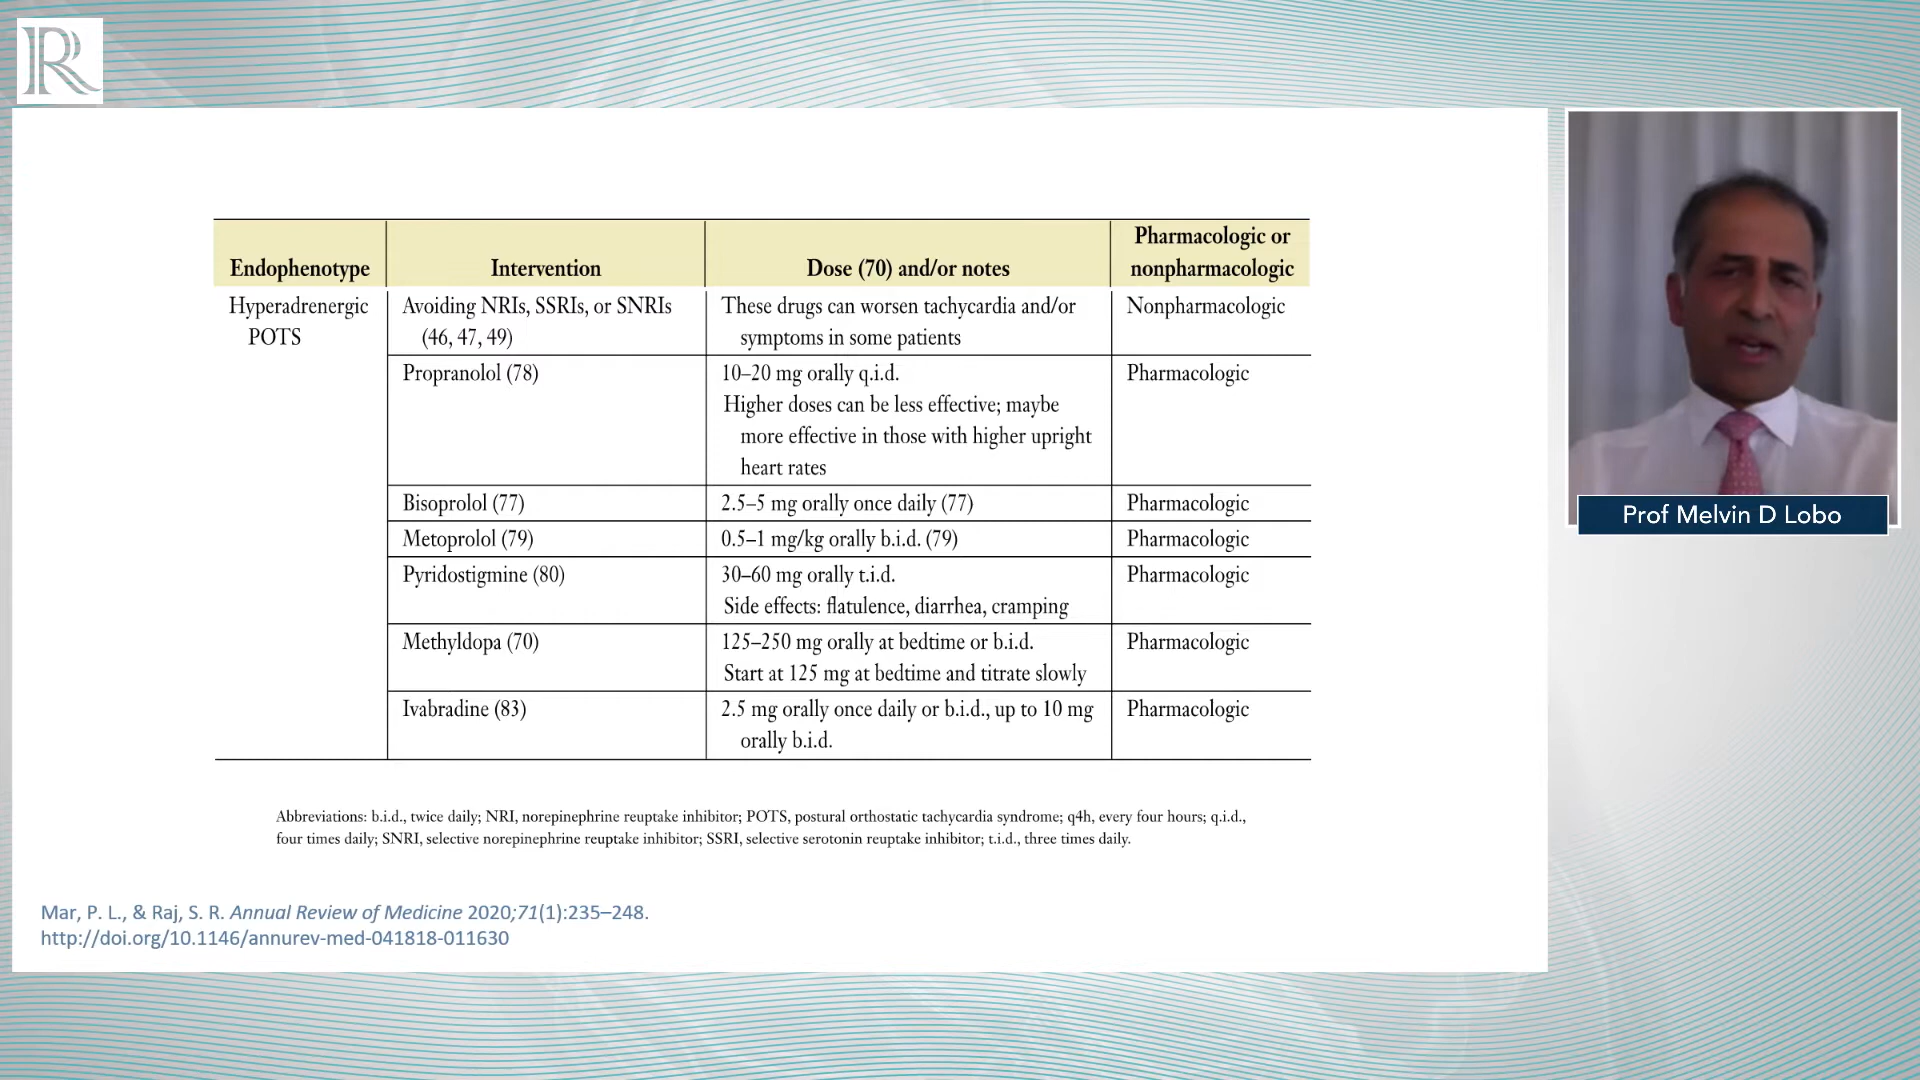 R
Endophenotype
Intervention
Dose (70) and/or notes
Pharmacologic or
nonpharmacologic
Hyperadrenergic
POTS
Avoiding NRIs, SSRIs, or SNRIs
(46, 47, 49)
These drugs can worsen tachycardia and/or
symptoms in some patients
Nonpharmacologic
Propranolol (78)
10–20 mg orally q.i.d.
Higher doses can be less effective; maybe
more effective in those with higher upright
heart rates
Pharmacologic
Bisoprolol (77)
2.5–5 mg orally once daily (77)
Pharmacologic
Metoprolol (79)
0.5–1 mg/kg orally b.i.d. (79)
Pharmacologic
Pyridostigmine (80)
30–60 mg orally t.i.d.
Side effects: flatulence, diarrhea, cramping
Pharmacologic
Methyldopa (70)
125–250 mg orally at bedtime or b.i.d.
Start at 125 mg at bedtime and titrate slowly
Pharmacologic
Ivabradine (83)
2.5 mg orally once daily or b.i.d., up to 10 mg
orally b.i.d.
Pharmacologic
Abbreviations: b.i.d., twice daily; NRI, norepinephrine reuptake inhibitor; POTS, postural orthostatic tachycardia syndrome; q4h, every four hours; q.i.d.,
four times daily; SNRI, selective norepinephrine reuptake inhibitor; SSRI, selective serotonin reuptake inhibitor; t.i.d., three times daily.
Mar, P. L., & Raj, S. R. Annual Review of Medicine 2020;71(1):235–248.
http://doi.org/10.1146/annurev-med-041818-011630
Prof Melvin D Lobo